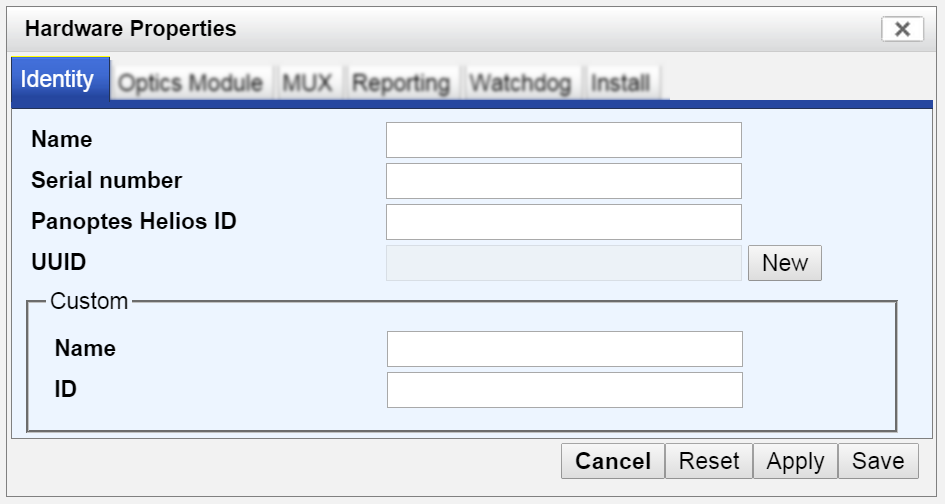 Hardware Properties
Identity Optics Module MUX Reporting Watchdog Install
Name
Serial number
Panoptes Helios ID
UUID New
Custom
Name
ID
Cancel Reset Apply Save